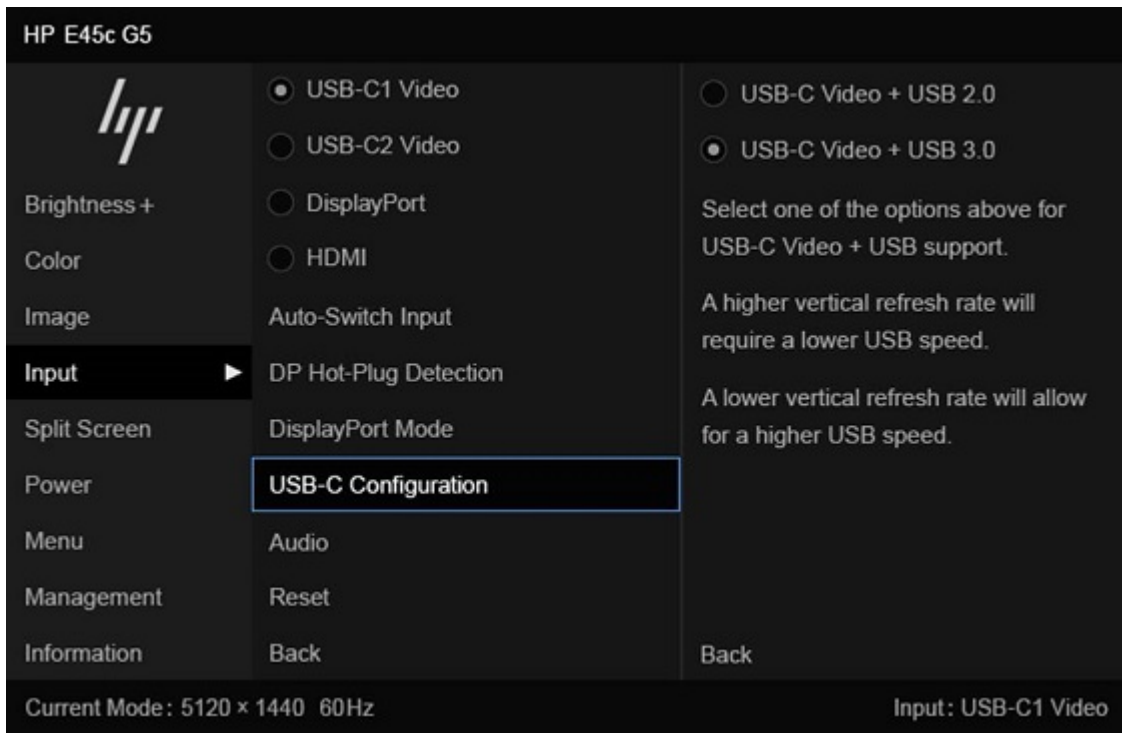 HP E45c G5
hp
Brightness +
Color
Image
Input
Split Screen
Power
Menu
Management
Information
USB-C1 Video
USB-C2 Video
DisplayPort
HDMI
Auto-Switch Input
DP Hot-Plug Detection
DisplayPort Mode
USB-C Configuration
Audio
Reset
Back
USB-C Video + USB 2.0
USB-C Video + USB 3.0
Select one of the options above for
USB-C Video + USB support.
A higher vertical refresh rate will
require a lower USB speed.
A lower vertical refresh rate will allow
for a higher USB speed.
Back
Current Mode: 5120 × 1440 60Hz
Input: USB-C1 Video